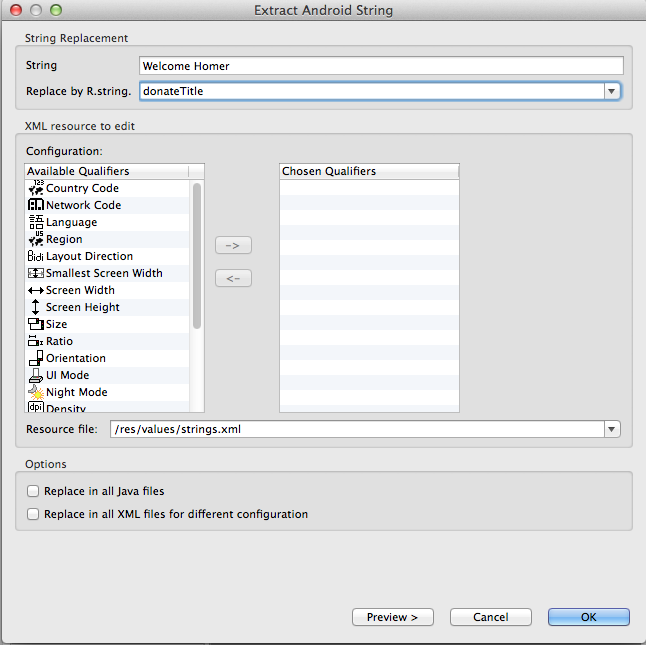 Extract Android String
String Replacement
String Welcome Homer
Replace by R.string. donateTitle
XML resource to edit
Configuration:
Available Qualifiers
Country Code
Network Code
Language
Region
Layout Direction
Smallest Screen Width
Screen Width
Screen Height
Size
Ratio
Orientation
UI Mode
Night Mode
Density
->
<-
Chosen Qualifiers
Resource file: /res/values/strings.xml
Options
Replace in all Java files
Replace in all XML files for different configuration
Preview > Cancel OK